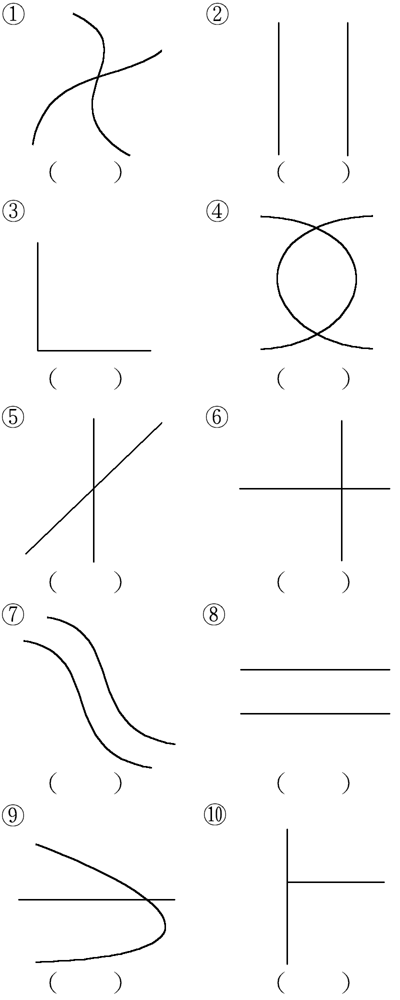 ① ②
( ) ( )
③ ④
( ) ( )
⑤ ⑥
( ) ( )
⑦ ⑧
( ) ( )
⑨ ⑩
( ) ( )